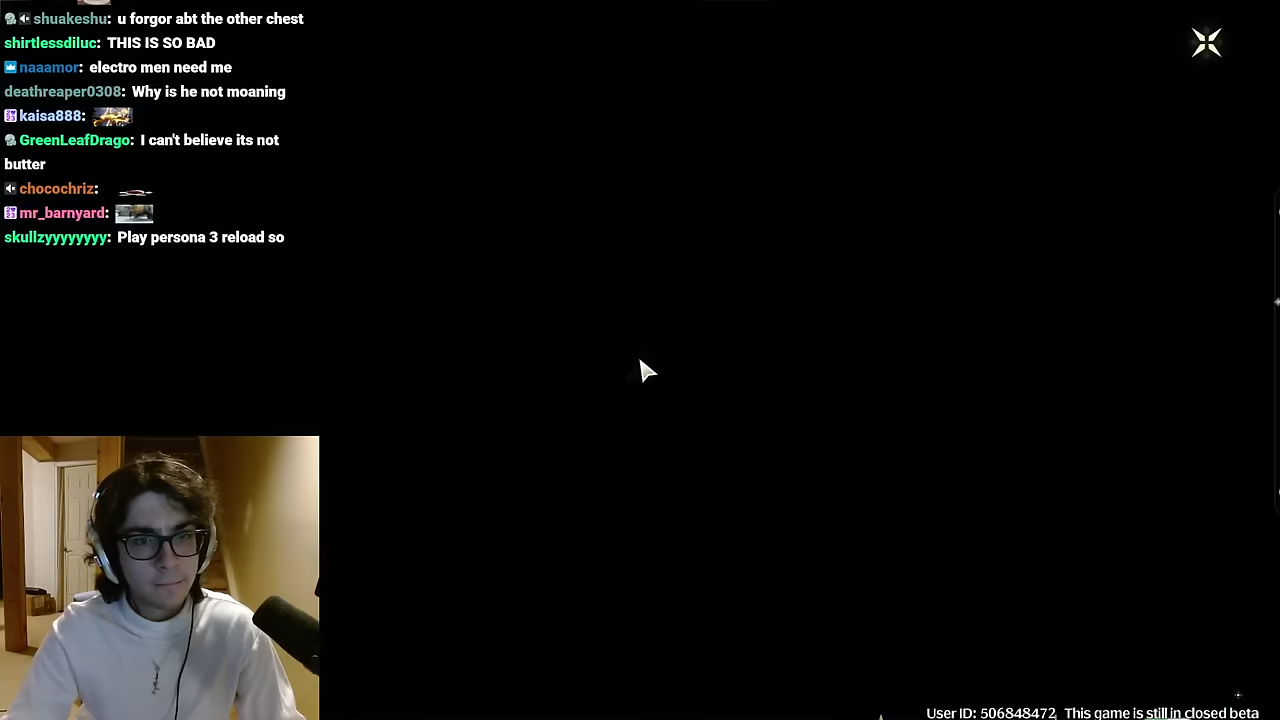 shuakeshu: u forgor abt the other chest
shirtlessdiluc: THIS IS SO BAD
naaamor: electro men need me
deathreaper0308: Why is he not moaning
kaisa888:
GreenLeafDrago: I can't believe its not
butter
chocochriz:
mr_barnyard:
skullzyyyyyyyy: Play persona 3 reload so
User ID: 506848472 This game is still in closed beta